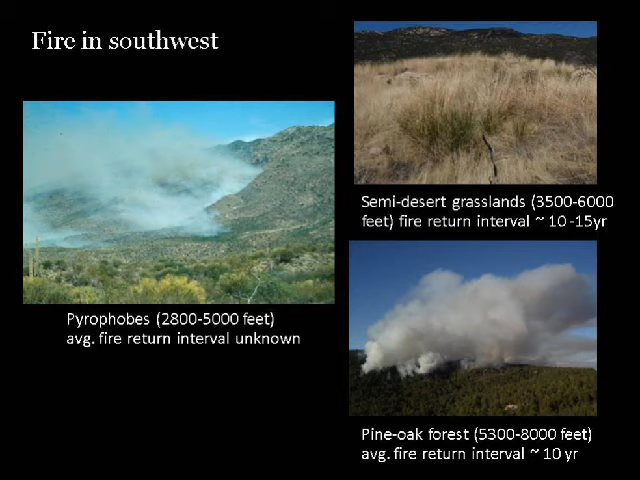 Fire in southwest
Semi-desert grasslands (3500-6000
feet) fire return interval ~ 10 -15yr
Pyrophobes (2800-5000 feet)
avg. fire return interval unknown
Pine-oak forest (5300-8000 feet)
avg. fire return interval ~ 10 yr